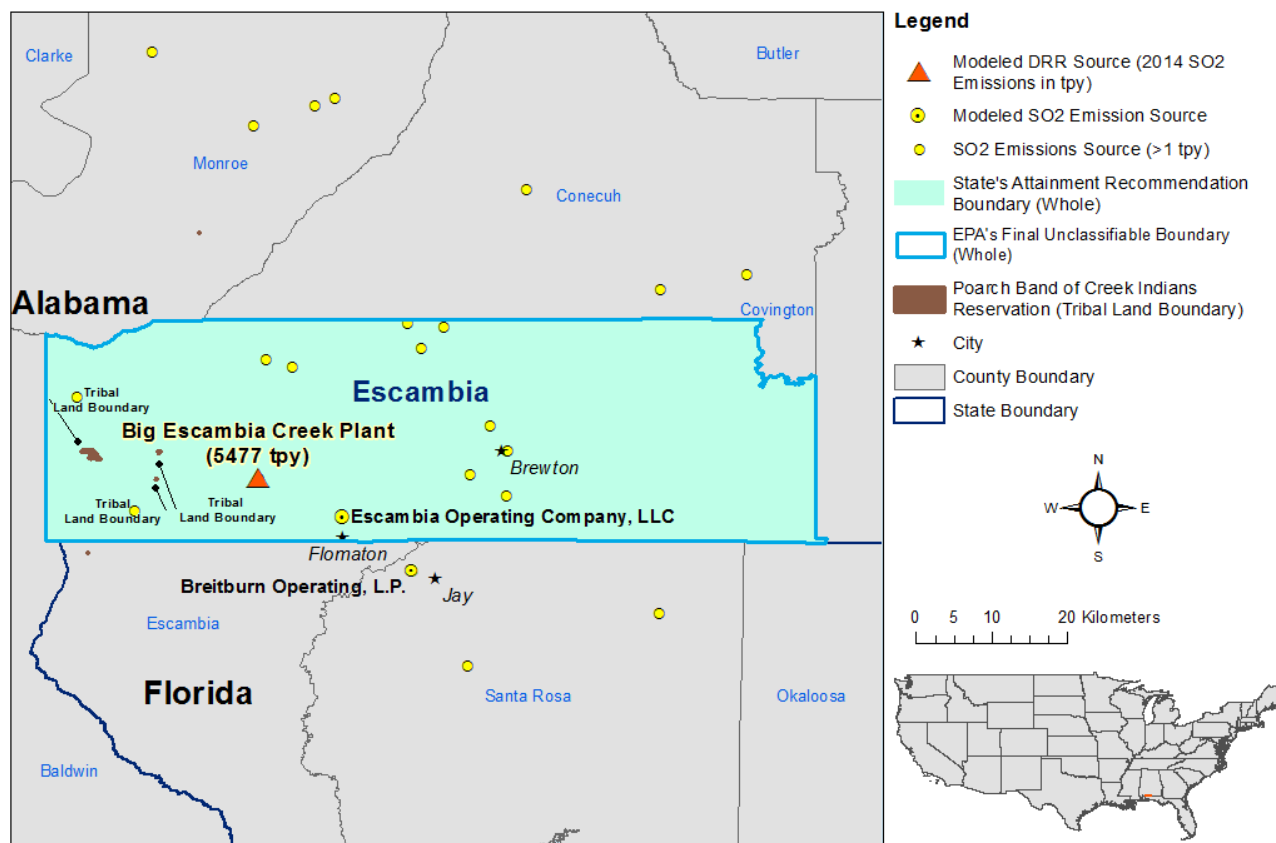 Clarke
Butler
Monroe
Conecuh
Alabama
Covington
Escambia
Tribal
Land Boundary
Big Escambia Creek Plant
(5477 tpy)
Brewton
Tribal
Land Boundary
Tribal
Land Boundary
Escambia Operating Company, LLC
Flomaton
Breitburn Operating, L.P.
Jay
Escambia
Florida
Santa Rosa
Okaloosa
Baldwin
Legend
Modeled DRR Source (2014 SO2
Emissions in tpy)
Modeled SO2 Emission Source
SO2 Emissions Source (>1 tpy)
State's Attainment Recommendation
Boundary (Whole)
EPA's Final Unclassifiable Boundary
(Whole)
Poarch Band of Creek Indians
Reservation (Tribal Land Boundary)
City
County Boundary
State Boundary
N
W E
S
0 5 10 20 Kilometers